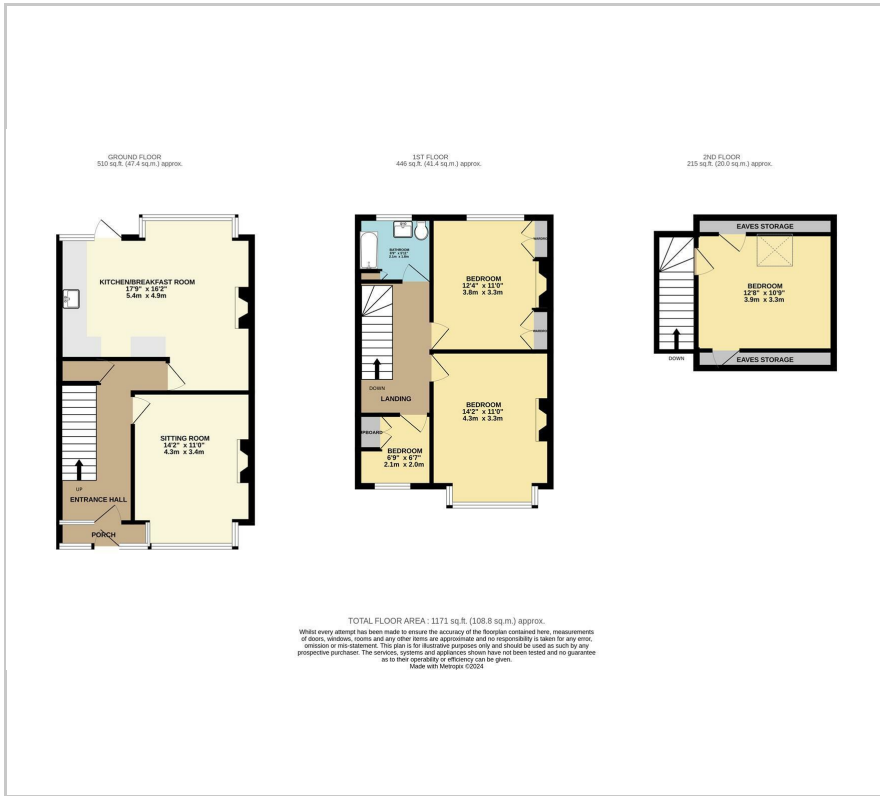 GROUND FLOOR
510 sq.ft. (47.4 sq.m.) approx.
KITCHEN/BREAKFAST ROOM
17'9" x 16'2"
5.4m x 4.9m
SITTING ROOM
14'2" x 11'0"
4.3m x 3.4m
UP
ENTRANCE HALL
PORCH
1ST FLOOR
446 sq.ft. (41.4 sq.m.) approx.
BATHROOM
BEDROOM
12'4" x 11'0"
3.8m x 3.3m
DOWN
LANDING
BEDROOM
14'2" x 11'0"
4.3m x 3.3m
BEDROOM
6'9" x 6'7"
2.1m x 2.0m
2ND FLOOR
215 sq.ft. (20.0 sq.m.) approx.
EAVES STORAGE
BEDROOM
12'8" x 10'9"
3.9m x 3.3m
DOWN
EAVES STORAGE
TOTAL FLOOR AREA : 1171 sq.ft. (108.8 sq.m.) approx.
Whilst every attempt has been made to ensure the accuracy of the floorplan contained here, measurements
of doors, windows, rooms and any other items are approximate and no responsibility is taken for any error,
omission or mis-statement. This plan is for illustrative purposes only and should be used as such by any
prospective purchaser. The services, systems and appliances shown have not been tested and no guarantee
as to their operability or efficiency can be given.
Made with Metropix ©2024